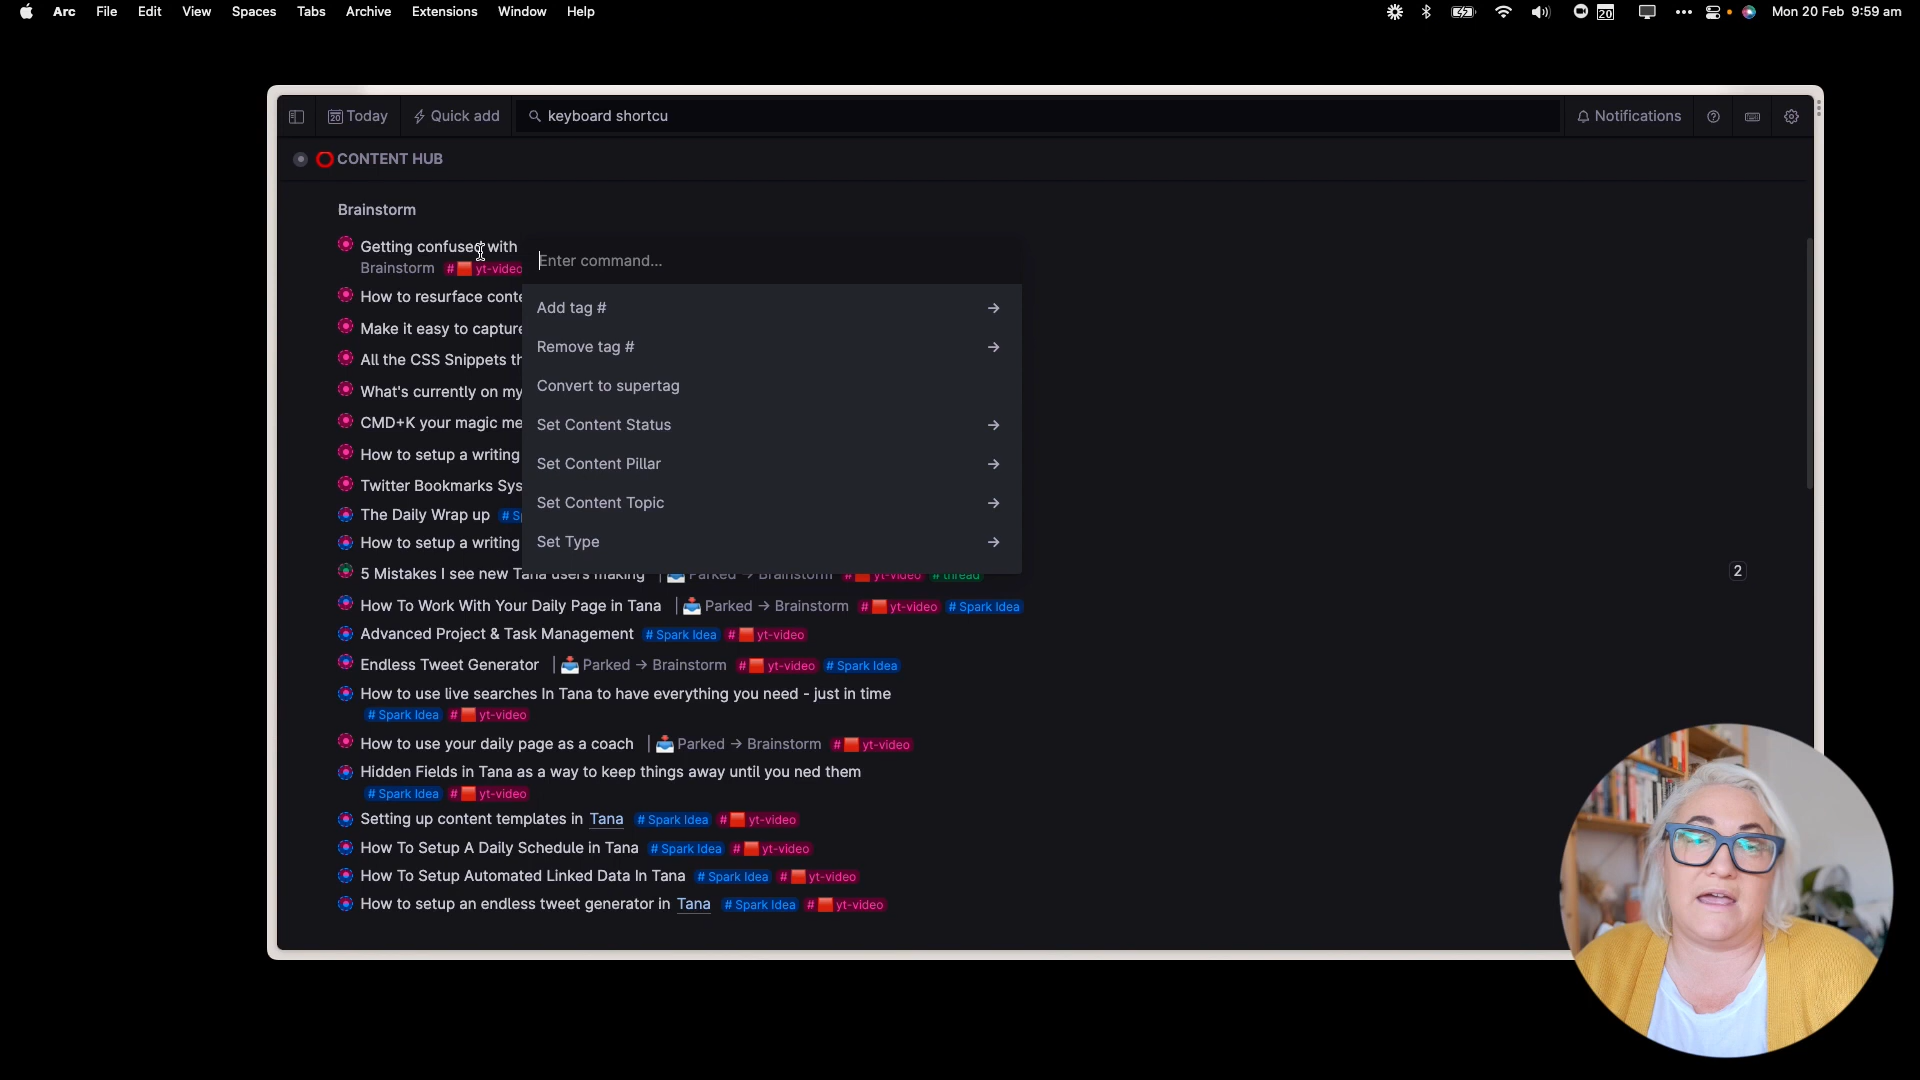 Arc File Edit View Spaces Tabs Archive Extensions Window Help 20 Mon 20 Feb 9:59 am
20 Today Quick add keyboard shortcu Notifications
CONTENT HUB
Brainstorm
Getting confused with
Brainstorm # yt-video
Enter command...
How to resurface conte
Add tag #
Make it easy to capture
Remove tag #
All the CSS Snippets th
Convert to supertag
What's currently on my
Set Content Status
CMD+K your magic me
Set Content Pillar
How to setup a writing
Set Content Topic
Twitter Bookmarks Sys
Set Type
The Daily Wrap up # Sp
How to setup a writing
5 Mistakes I see new Tana users making | Parked → Brainstorm # yt-video # thread 2
How To Work With Your Daily Page in Tana | Parked → Brainstorm # yt-video # Spark Idea
Advanced Project & Task Management # Spark Idea # yt-video
Endless Tweet Generator | Parked → Brainstorm # yt-video # Spark Idea
How to use live searches In Tana to have everything you need - just in time
# Spark Idea # yt-video
How to use your daily page as a coach | Parked → Brainstorm # yt-video
Hidden Fields in Tana as a way to keep things away until you ned them
# Spark Idea # yt-video
Setting up content templates in Tana # Spark Idea # yt-video
How To Setup A Daily Schedule in Tana # Spark Idea # yt-video
How To Setup Automated Linked Data In Tana # Spark Idea # yt-video
How to setup an endless tweet generator in Tana # Spark Idea # yt-video